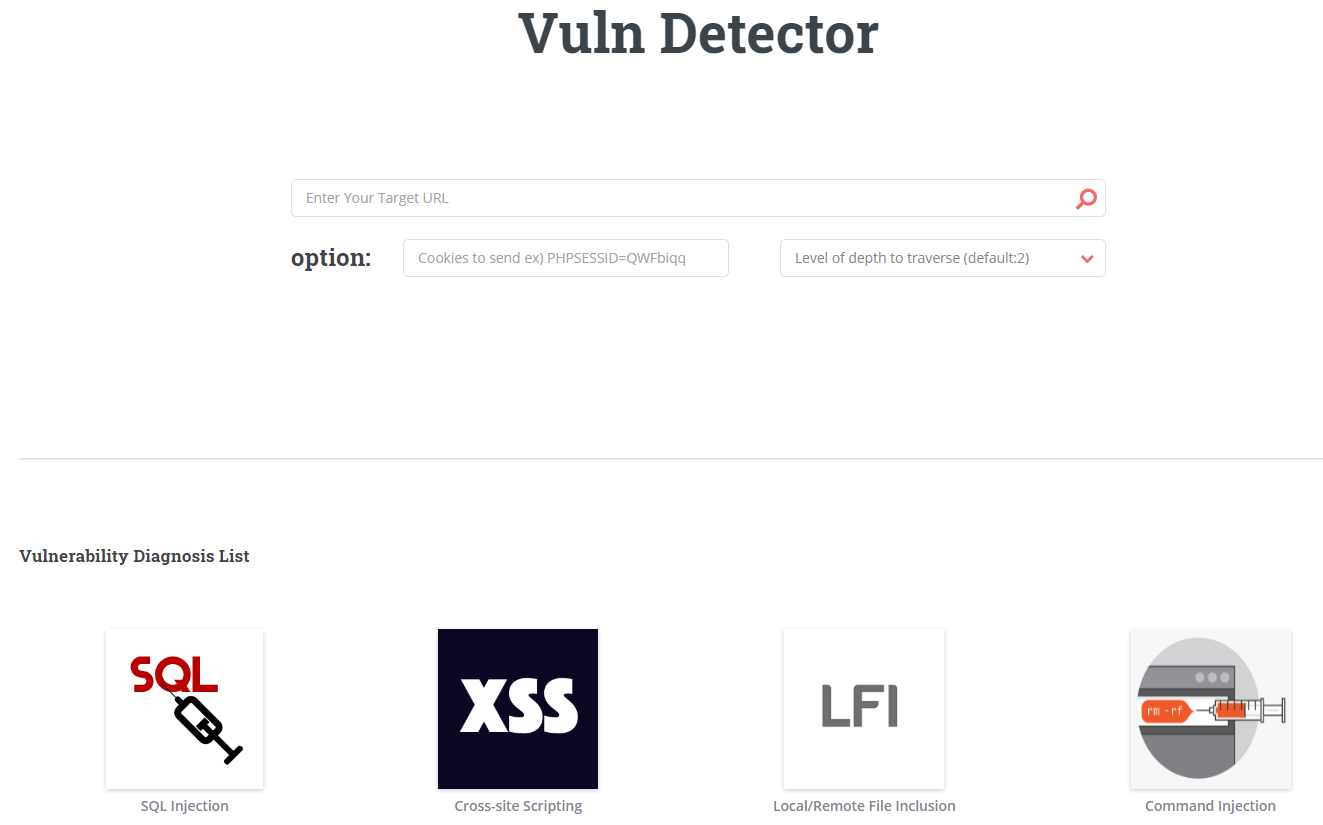 Vuln Detector
Enter Your Target URL
option:
Cookies to send ex) PHPSESSID=QWFbiqq
Level of depth to traverse (default:2)
Vulnerability Diagnosis List
SQL
XSS
LFI
rm -rf
SQL Injection
Cross-site Scripting
Local/Remote File Inclusion
Command Injection